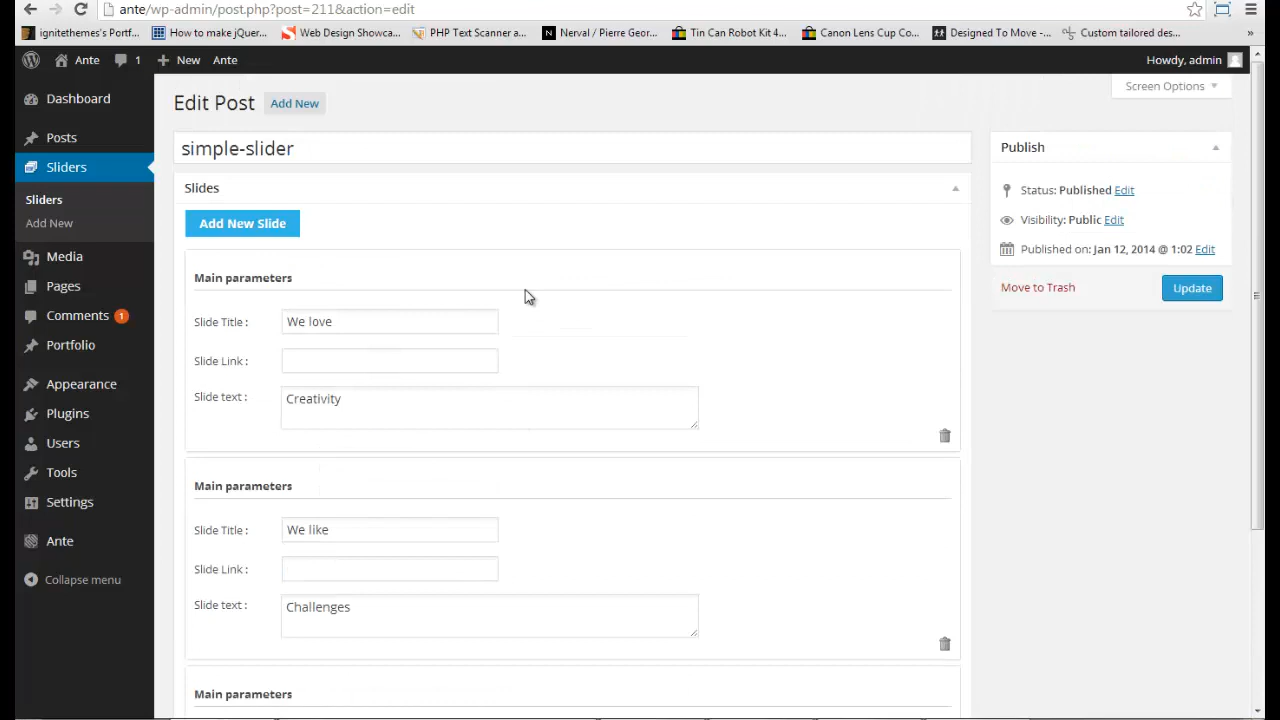 ante/wp-admin/post.php?post=211&action=edit
ignitethemes's Portf... How to make jQuer... Web Design Showca... PHP Text Scanner a... Nerval / Pierre Geor... Tin Can Robot Kit 4... Canon Lens Cup Co... Designed To Move -... Custom tailored des... »
Ante 1 New Ante Howdy, admin
Screen Options
Dashboard
Posts
Sliders
Sliders
Add New
Media
Pages
Comments 1
Portfolio
Appearance
Plugins
Users
Tools
Settings
Ante
Collapse menu
Edit Post Add New
simple-slider
Slides
Add New Slide
Main parameters
Slide Title : We love
Slide Link :
Slide text : Creativity
Main parameters
Slide Title : We like
Slide Link :
Slide text : Challenges
Main parameters
Publish
Status: Published Edit
Visibility: Public Edit
Published on: Jan 12, 2014 @ 1:02 Edit
Move to Trash Update